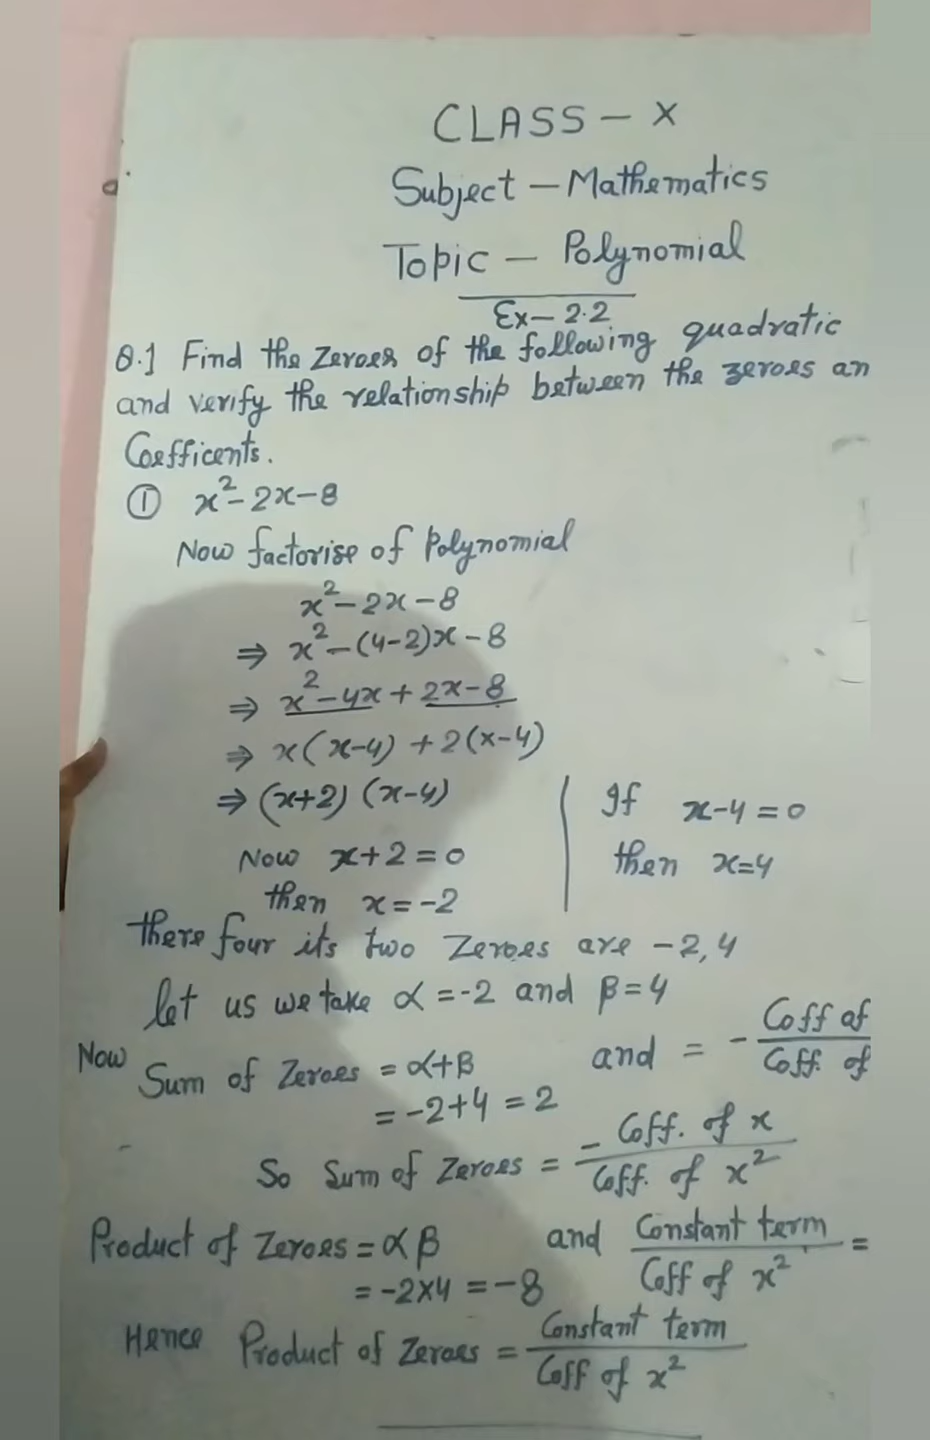 CLASS - X
Subject - Mathematics
Topic - Polynomial
Ex - 2.2
Q.1 Find the zeroes of the following quadratic
and verify the relationship between the zeroes an
Coefficents.
① x² - 2x - 8
Now factorise of Polynomial
x² - 2x - 8
⇒ x² - (4-2)x - 8
⇒ x² - 4x + 2x - 8
⇒ x(x-4) + 2(x-4)
⇒ (x+2) (x-4)
Now x+2 = 0
then x = -2
If x-4 = 0
then x=4
there four its two zeroes are -2, 4
let us we take α = -2 and β = 4
Now Sum of Zeroes = α+β and = - Coff of / Coff. of
= -2+4 = 2
So Sum of Zeroes = - Coff. of x / Coff. of x²
Product of Zeroes = α β and Constant term / Coff of x² =
= -2×4 = -8
Hence Product of Zeroes = Constant term / Coff of x²